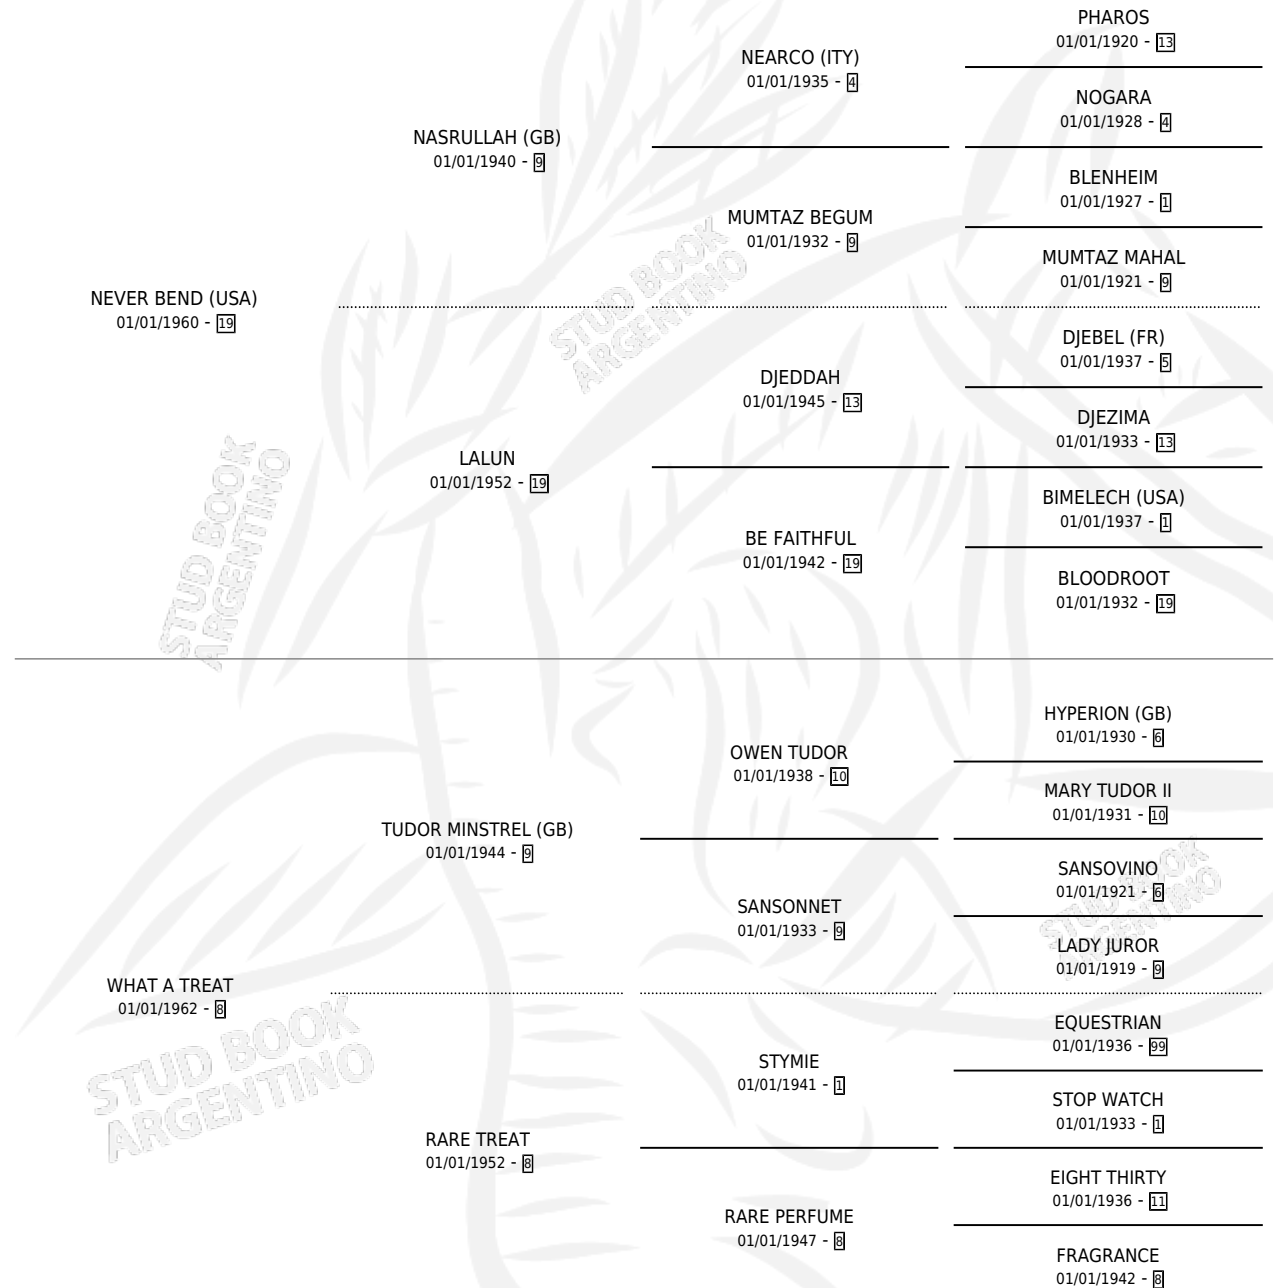 PHAROS
01/01/1920 - 13
NEARCO (ITY)
01/01/1935 - 4
NOGARA
01/01/1928 - 4
NASRULLAH (GB)
01/01/1940 - 9
BLENHEIM
01/01/1927 - 1
MUMTAZ BEGUM
01/01/1932 - 9
MUMTAZ MAHAL
01/01/1921 - 9
NEVER BEND (USA)
01/01/1960 - 19
DJEBEL (FR)
01/01/1937 - 5
DJEDDAH
01/01/1945 - 13
DJEZIMA
01/01/1933 - 13
LALUN
01/01/1952 - 19
BIMELECH (USA)
01/01/1937 - 1
BE FAITHFUL
01/01/1942 - 19
BLOODROOT
01/01/1932 - 19
HYPERION (GB)
01/01/1930 - 6
OWEN TUDOR
01/01/1938 - 10
MARY TUDOR II
01/01/1931 - 10
TUDOR MINSTREL (GB)
01/01/1944 - 9
SANSOVINO
01/01/1921 - 6
SANSONNET
01/01/1933 - 9
LADY JUROR
01/01/1919 - 9
WHAT A TREAT
01/01/1962 - 8
EQUESTRIAN
01/01/1936 - 99
STYMIE
01/01/1941 - 1
STOP WATCH
01/01/1933 - 1
RARE TREAT
01/01/1952 - 8
EIGHT THIRTY
01/01/1936 - 11
RARE PERFUME
01/01/1947 - 8
FRAGRANCE
01/01/1942 - 8
STUD BOOK
ARGENTINO
STUD BOOK
ARGENTINO
STUD BOOK
ARGENTINO
STUD BOOK
ARGENTINO